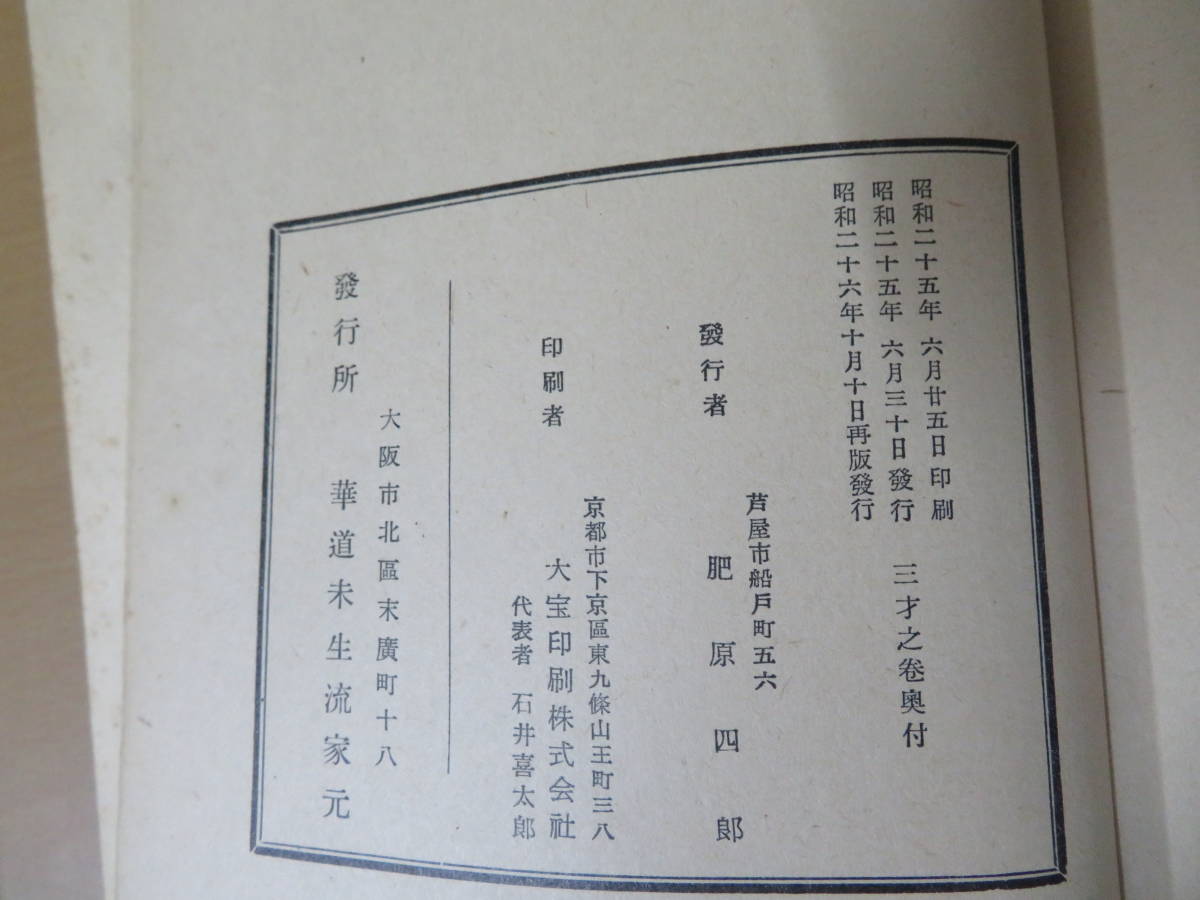 昭和二十五年 六月廿五日印刷
昭和二十五年 六月三十日發行
昭和二十六年十月十日再版發行
三才之卷奧付
芦屋市船戸町五六
發行者 肥原四郎
京都市下京區東九條山王町三八
印刷者 大宝印刷株式会社
代表者 石井喜太郎
大阪市北區末廣町十八
發行所 華道未生流家元